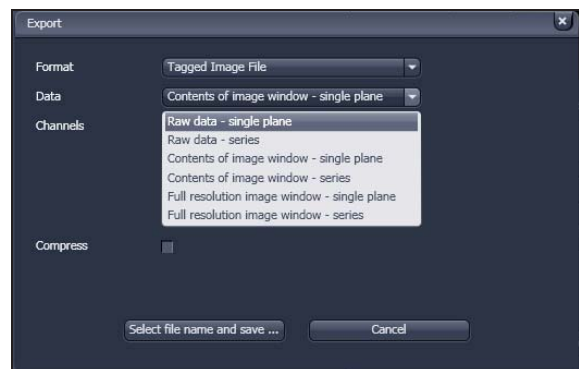 Export
Format Tagged Image File
Data Contents of image window - single plane
Channels
Raw data - single plane
Raw data - series
Contents of image window - single plane
Contents of image window - series
Full resolution image window - single plane
Full resolution image window - series
Compress
Select file name and save ... Cancel